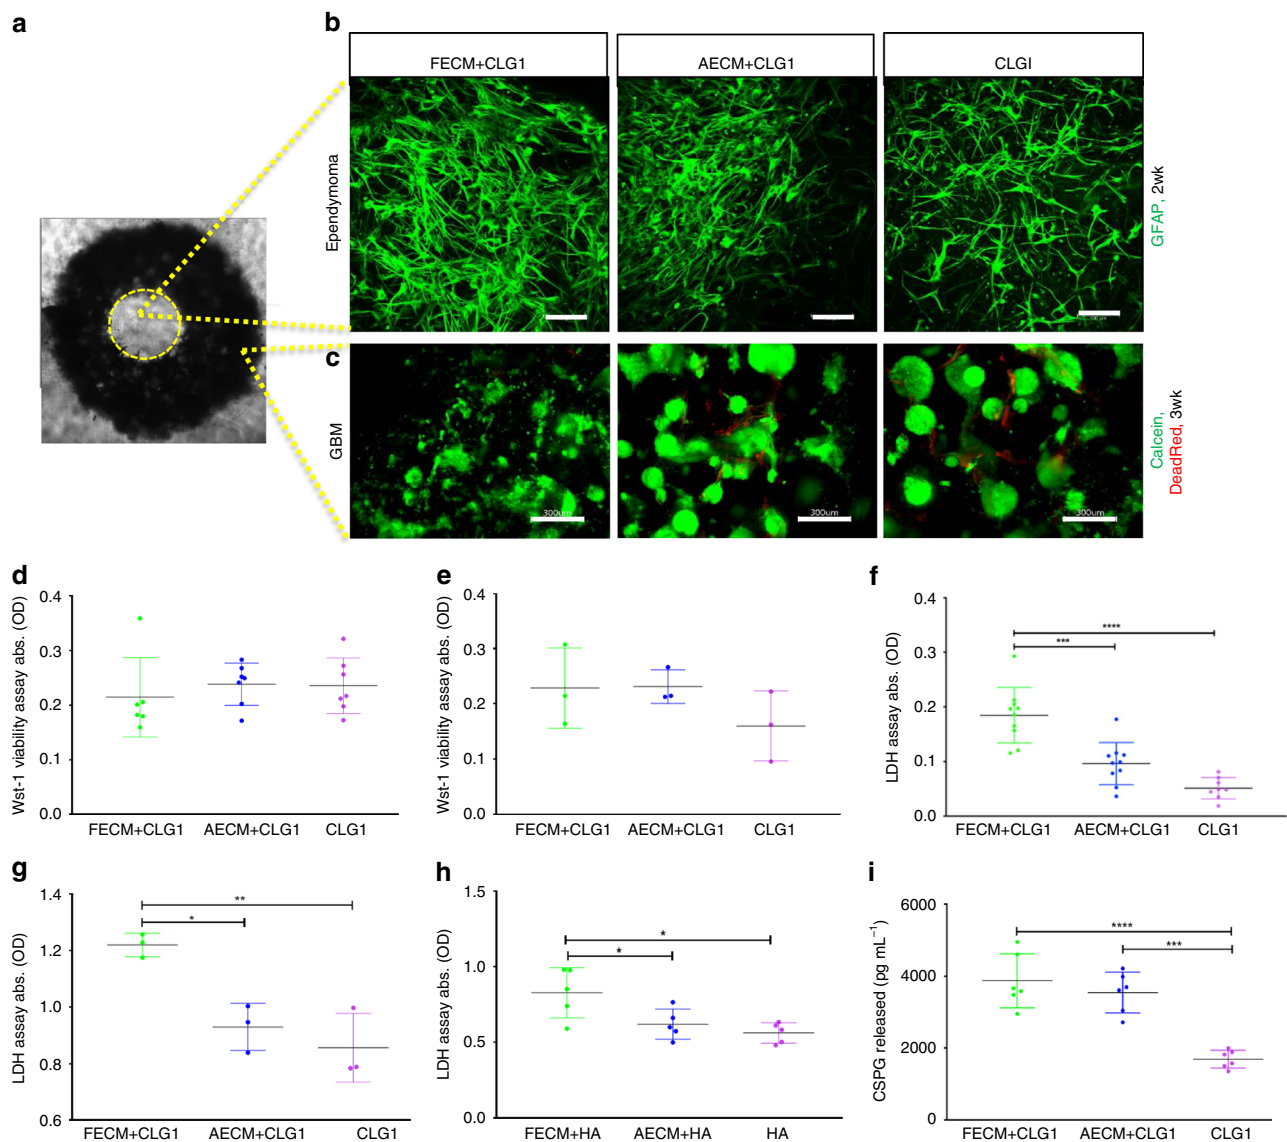 a
b
FECM+CLG1
AECM+CLG1
CLGI
Ependymoma
GFAP, 2wk
c
GBM
300um
300um
300um
Calcein,
DeadRed, 3wk
d
Wst-1 viability assay abs. (OD)
0.4
0.3
0.2
0.1
0.0
FECM+CLG1
AECM+CLG1
CLG1
e
Wst-1 viability assay abs. (OD)
0.4
0.3
0.2
0.1
0.0
FECM+CLG1
AECM+CLG1
CLG1
f
LDH assay abs. (OD)
0.4
0.3
0.2
0.1
0.0
****
***
FECM+CLG1
AECM+CLG1
CLG1
g
LDH assay abs. (OD)
1.4
1.2
1.0
0.8
0.6
**
*
FECM+CLG1
AECM+CLG1
CLG1
h
LDH assay abs. (OD)
1.5
1.0
0.5
0.0
*
*
FECM+HA
AECM+HA
HA
i
CSPG released (pg mL⁻¹)
6000
4000
2000
0
****
***
FECM+CLG1
AECM+CLG1
CLG1